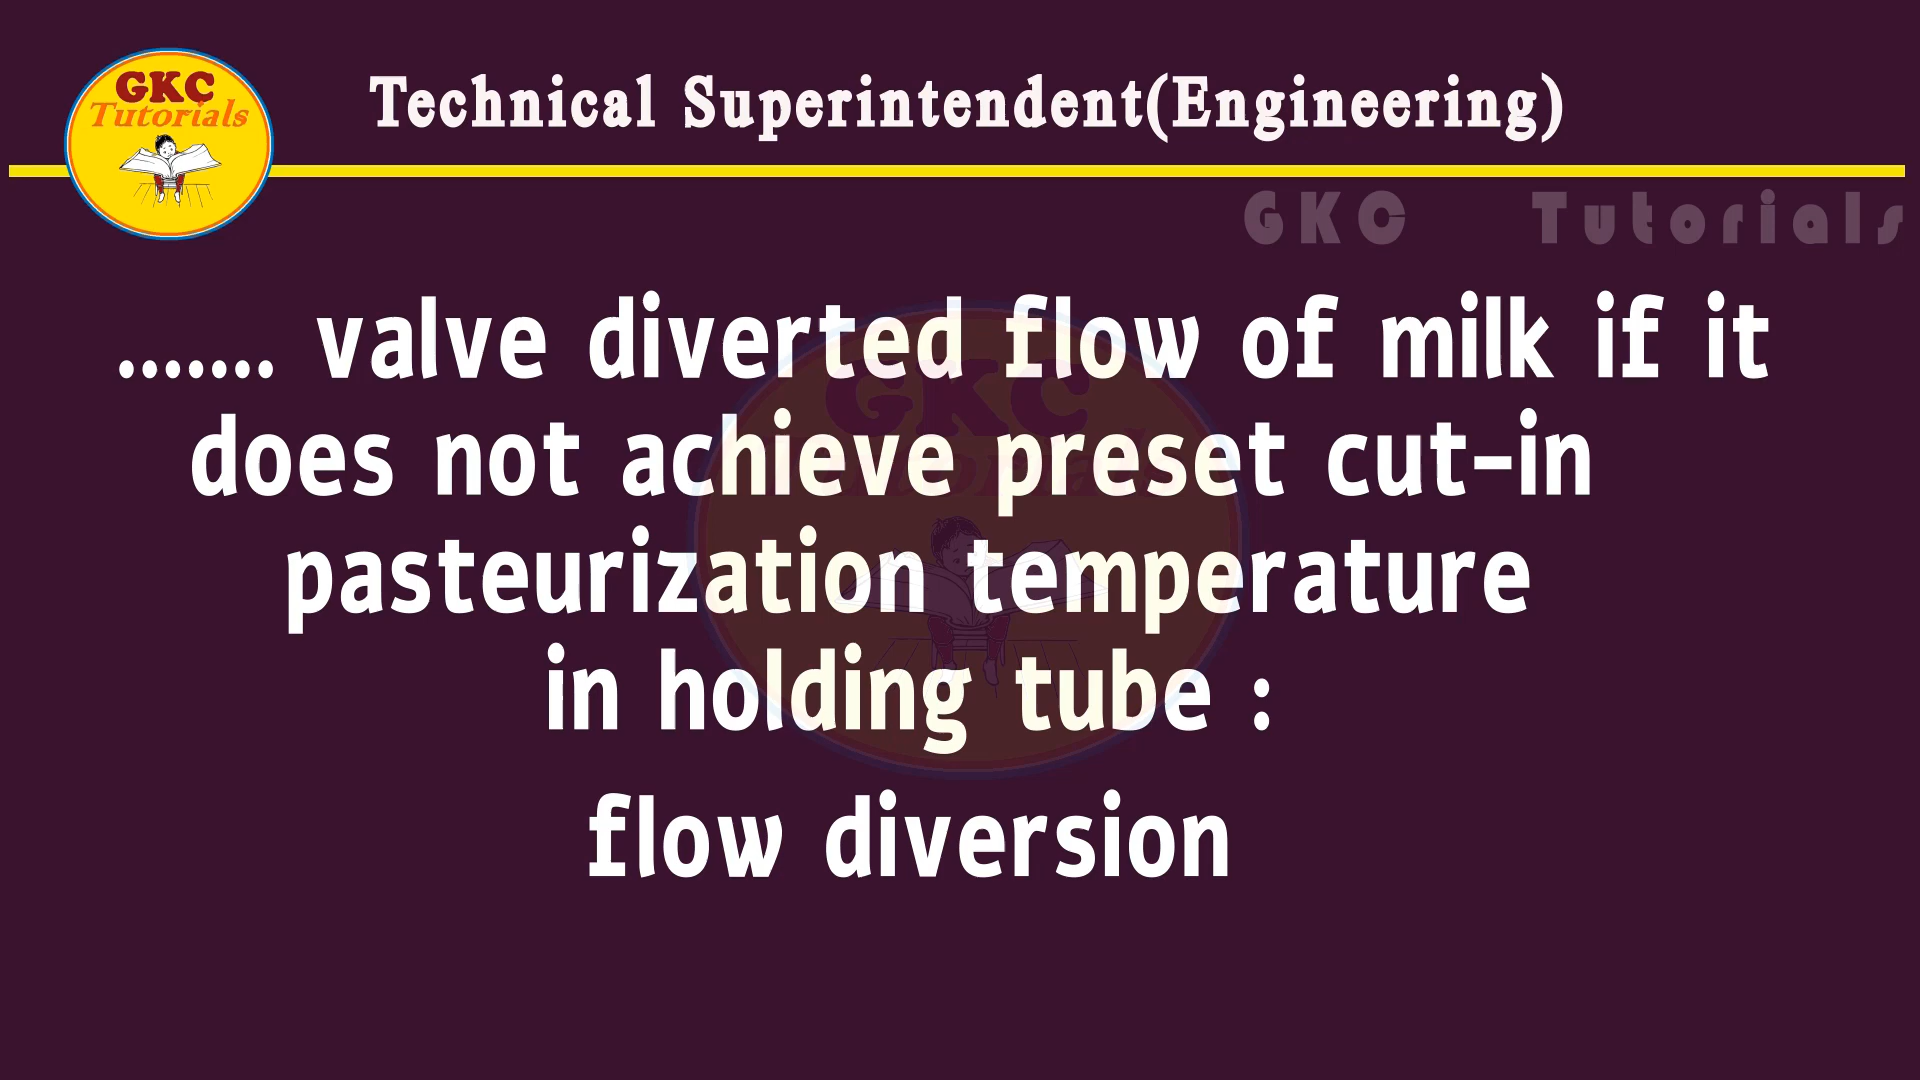 GKC
Tutorials
Technical Superintendent(Engineering)
GKC Tutorials
....... valve diverted flow of milk if it
does not achieve preset cut-in
pasteurization temperature
in holding tube :
flow diversion